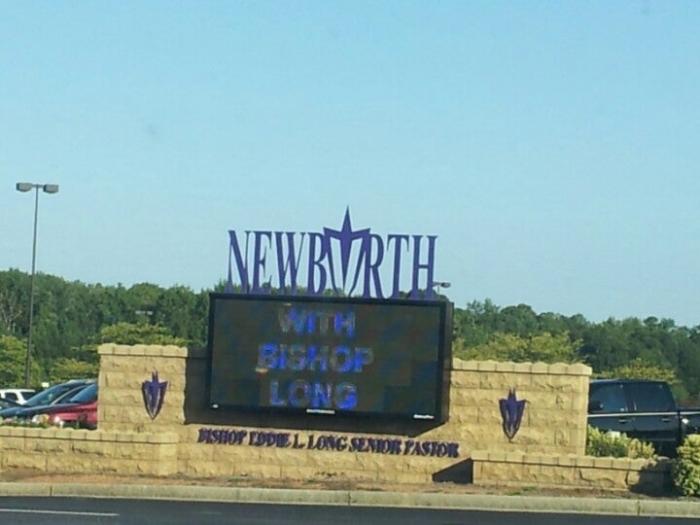 NEWBIRTH
WITH
BISHOP
LONG
BISHOP EDDIE L. LONG SENIOR PASTOR